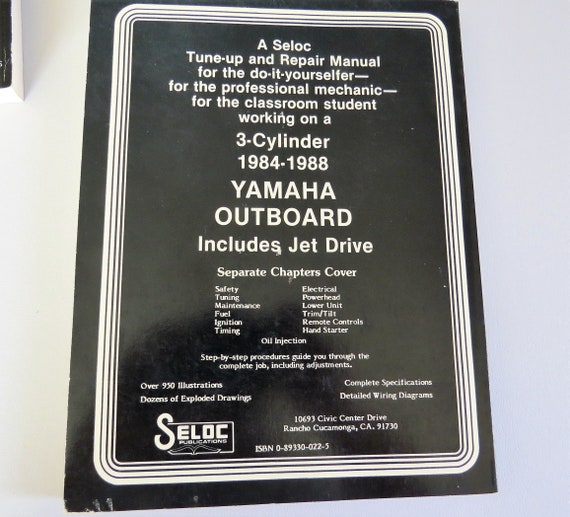 A Seloc
Tune-up and Repair Manual
for the do-it-yourselfer—
for the professional mechanic—
for the classroom student
working on a
3-Cylinder
1984-1988
YAMAHA
OUTBOARD
Includes Jet Drive
Separate Chapters Cover
Safety
Tuning
Maintenance
Fuel
Ignition
Timing
Electrical
Powerhead
Lower Unit
Trim/Tilt
Remote Controls
Hand Starter
Oil Injection
Step-by-step procedures guide you through the
complete job, including adjustments.
Over 950 Illustrations
Dozens of Exploded Drawings
Complete Specifications
Detailed Wiring Diagrams
SELOC
PUBLICATIONS
10693 Civic Center Drive
Rancho Cucamonga, CA. 91730
ISBN 0-89330-022-5